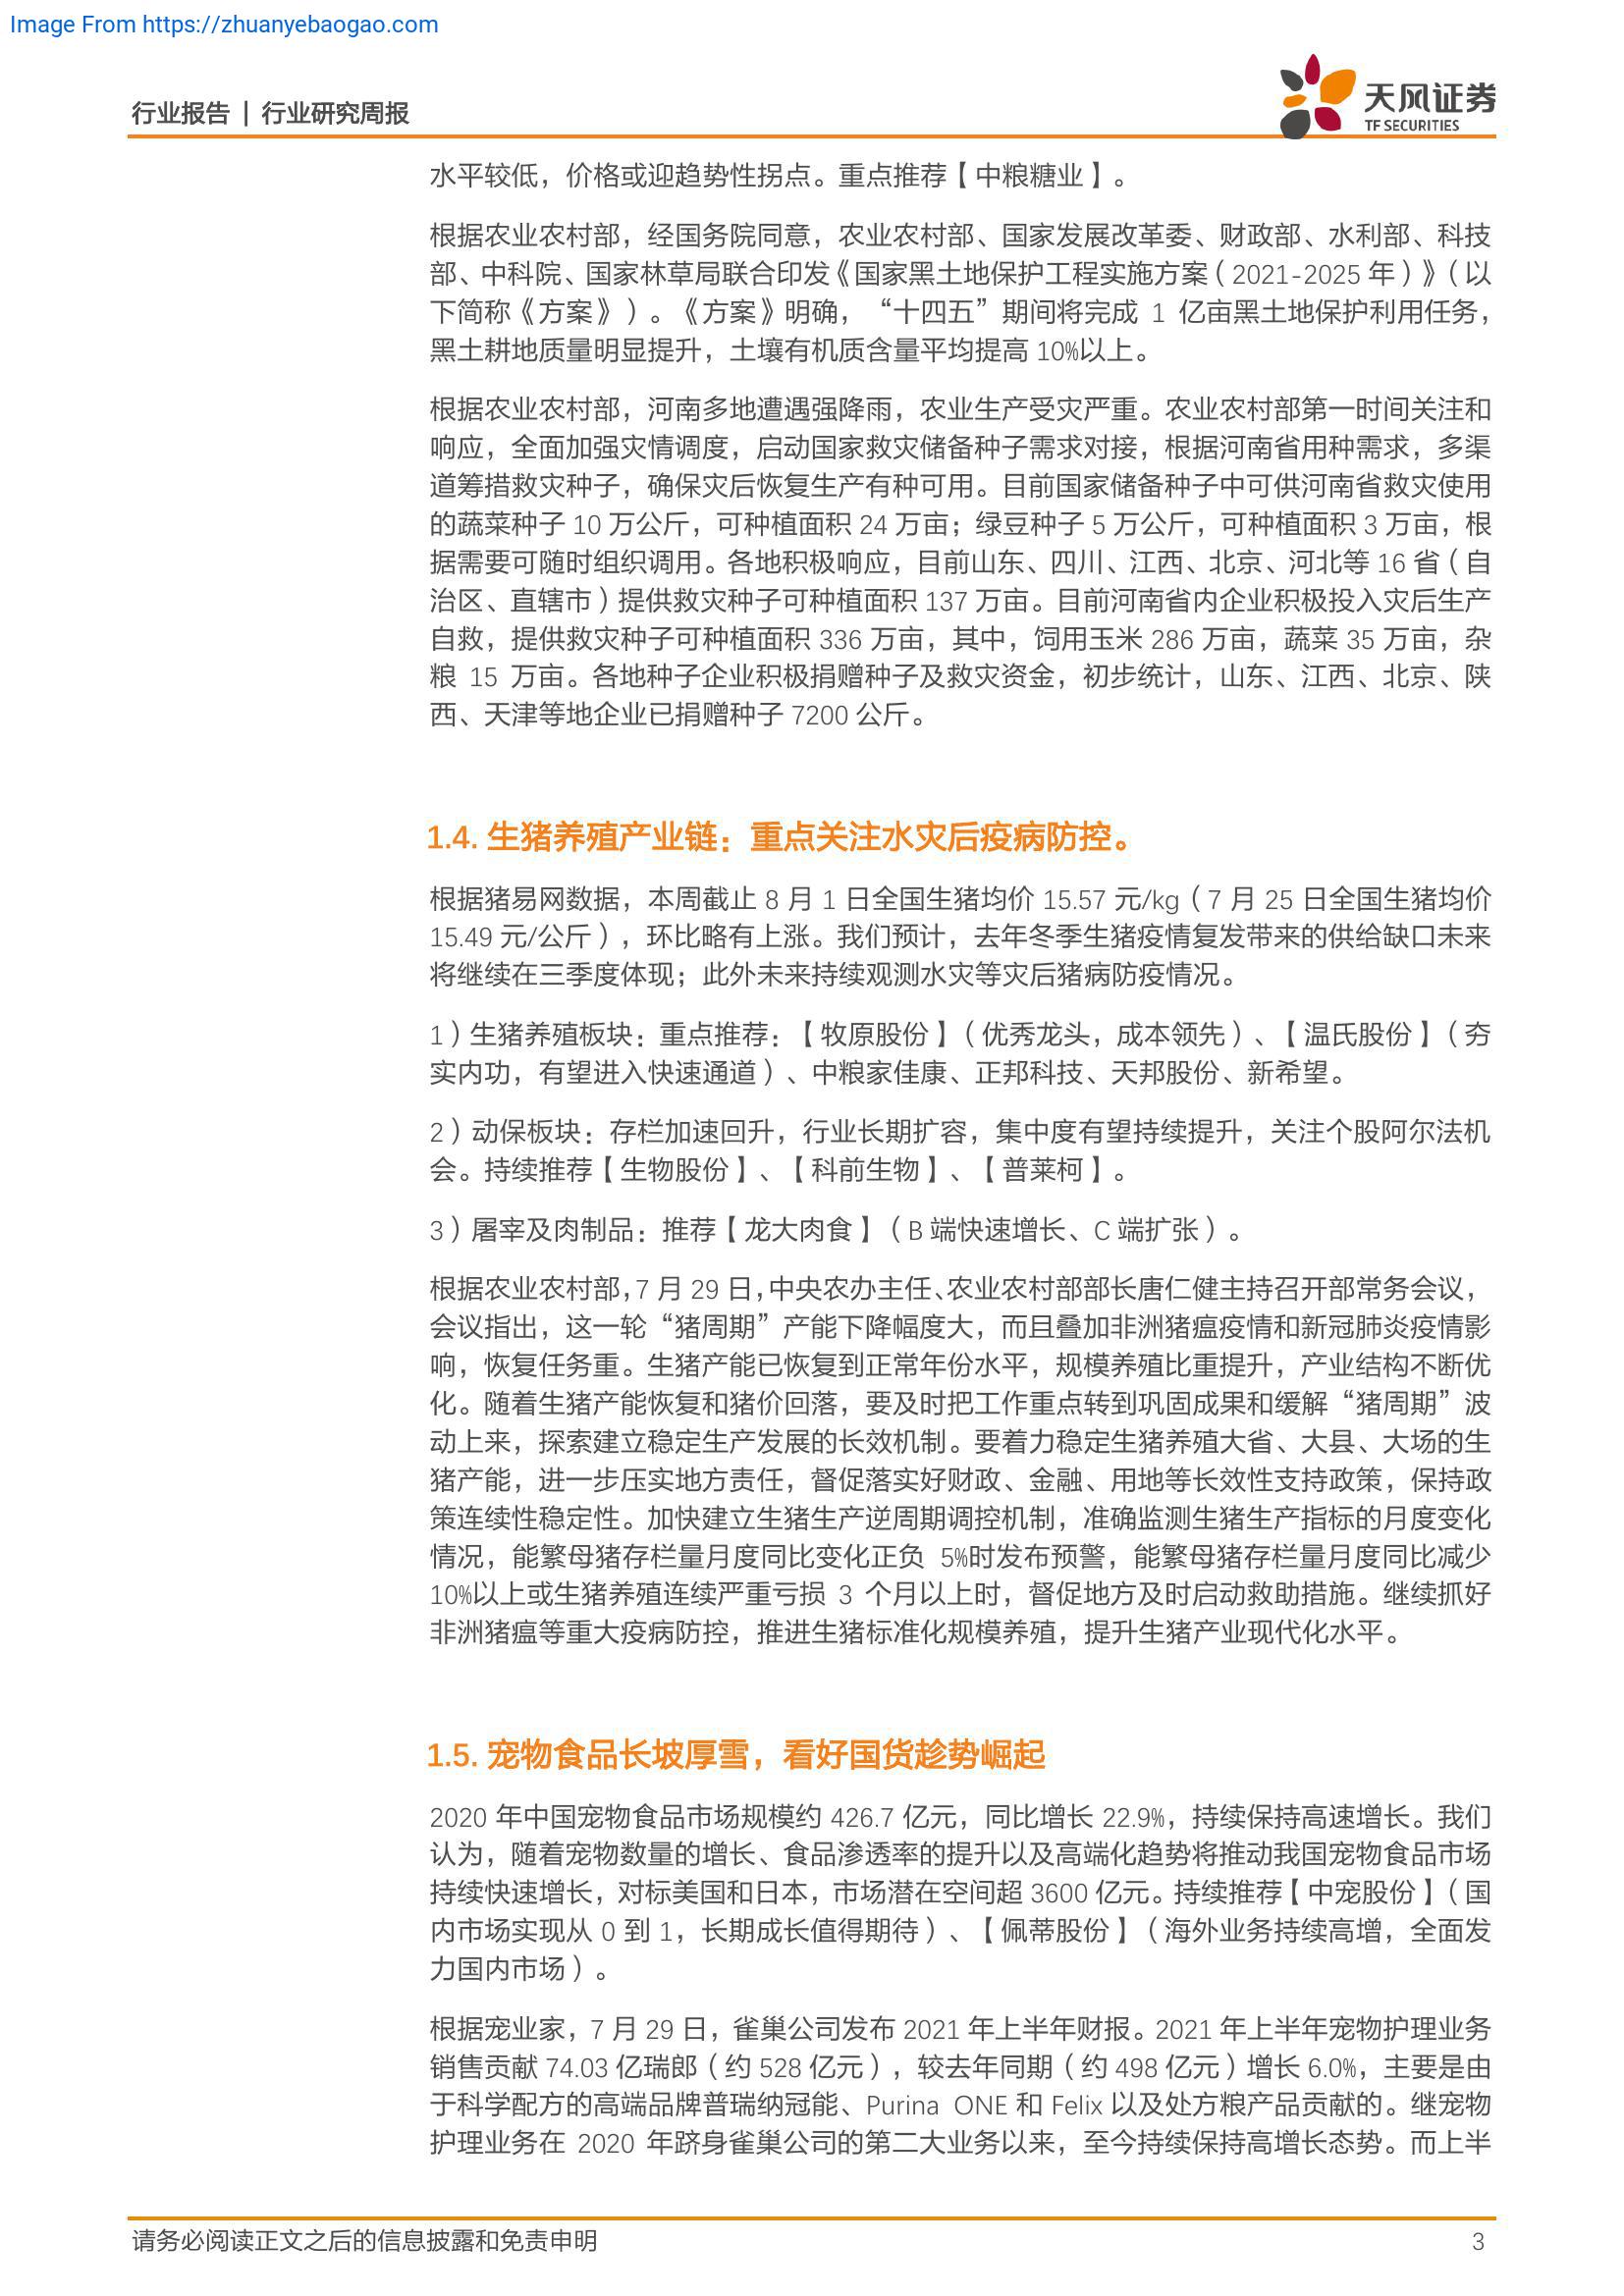 Image From https://zhuanyebaogao.com
行业报告 | 行业研究周报
天风证券
TF SECURITIES
水平较低，价格或迎趋势性拐点。重点推荐【中粮糖业】。
根据农业农村部，经国务院同意，农业农村部、国家发展改革委、财政部、水利部、科技
部、中科院、国家林草局联合印发《国家黑土地保护工程实施方案（2021-2025 年）》（以
下简称《方案》）。《方案》明确，“十四五”期间将完成 1 亿亩黑土地保护利用任务，
黑土耕地质量明显提升，土壤有机质含量平均提高 10%以上。
根据农业农村部，河南多地遭遇强降雨，农业生产受灾严重。农业农村部第一时间关注和
响应，全面加强灾情调度，启动国家救灾储备种子需求对接，根据河南省用种需求，多渠
道筹措救灾种子，确保灾后恢复生产有种可用。目前国家储备种子中可供河南省救灾使用
的蔬菜种子 10 万公斤，可种植面积 24 万亩；绿豆种子 5 万公斤，可种植面积 3 万亩，根
据需要可随时组织调用。各地积极响应，目前山东、四川、江西、北京、河北等 16 省（自
治区、直辖市）提供救灾种子可种植面积 137 万亩。目前河南省内企业积极投入灾后生产
自救，提供救灾种子可种植面积 336 万亩，其中，饲用玉米 286 万亩，蔬菜 35 万亩，杂
粮 15 万亩。各地种子企业积极捐赠种子及救灾资金，初步统计，山东、江西、北京、陕
西、天津等地企业已捐赠种子 7200 公斤。
1.4. 生猪养殖产业链：重点关注水灾后疫病防控。
根据猪易网数据，本周截止 8 月 1 日全国生猪均价 15.57 元/kg（7 月 25 日全国生猪均价
15.49 元/公斤），环比略有上涨。我们预计，去年冬季生猪疫情复发带来的供给缺口未来
将继续在三季度体现；此外未来持续观测水灾等灾后猪病防疫情况。
1）生猪养殖板块：重点推荐：【牧原股份】（优秀龙头，成本领先）、【温氏股份】（夯
实内功，有望进入快速通道）、中粮家佳康、正邦科技、天邦股份、新希望。
2）动保板块：存栏加速回升，行业长期扩容，集中度有望持续提升，关注个股阿尔法机
会。持续推荐【生物股份】、【科前生物】、【普莱柯】。
3）屠宰及肉制品：推荐【龙大肉食】（B 端快速增长、C 端扩张）。
根据农业农村部，7 月 29 日，中央农办主任、农业农村部部长唐仁健主持召开部常务会议，
会议指出，这一轮“猪周期”产能下降幅度大，而且叠加非洲猪瘟疫情和新冠肺炎疫情影
响，恢复任务重。生猪产能已恢复到正常年份水平，规模养殖比重提升，产业结构不断优
化。随着生猪产能恢复和猪价回落，要及时把工作重点转到巩固成果和缓解“猪周期”波
动上来，探索建立稳定生产发展的长效机制。要着力稳定生猪养殖大省、大县、大场的生
猪产能，进一步压实地方责任，督促落实好财政、金融、用地等长效性支持政策，保持政
策连续性稳定性。加快建立生猪生产逆周期调控机制，准确监测生猪生产指标的月度变化
情况，能繁母猪存栏量月度同比变化正负 5%时发布预警，能繁母猪存栏量月度同比减少
10%以上或生猪养殖连续严重亏损 3 个月以上时，督促地方及时启动救助措施。继续抓好
非洲猪瘟等重大疫病防控，推进生猪标准化规模养殖，提升生猪产业现代化水平。
1.5. 宠物食品长坡厚雪，看好国货趁势崛起
2020 年中国宠物食品市场规模约 426.7 亿元，同比增长 22.9%，持续保持高速增长。我们
认为，随着宠物数量的增长、食品渗透率的提升以及高端化趋势将推动我国宠物食品市场
持续快速增长，对标美国和日本，市场潜在空间超 3600 亿元。持续推荐【中宠股份】（国
内市场实现从 0 到 1，长期成长值得期待）、【佩蒂股份】（海外业务持续高增，全面发
力国内市场）。
根据宠业家，7 月 29 日，雀巢公司发布 2021 年上半年财报。2021 年上半年宠物护理业务
销售贡献 74.03 亿瑞郎（约 528 亿元），较去年同期（约 498 亿元）增长 6.0%，主要是由
于科学配方的高端品牌普瑞纳冠能、Purina ONE 和 Felix 以及处方粮产品贡献的。继宠物
护理业务在 2020 年跻身雀巢公司的第二大业务以来，至今持续保持高增长态势。而上半
请务必阅读正文之后的信息披露和免责申明
3